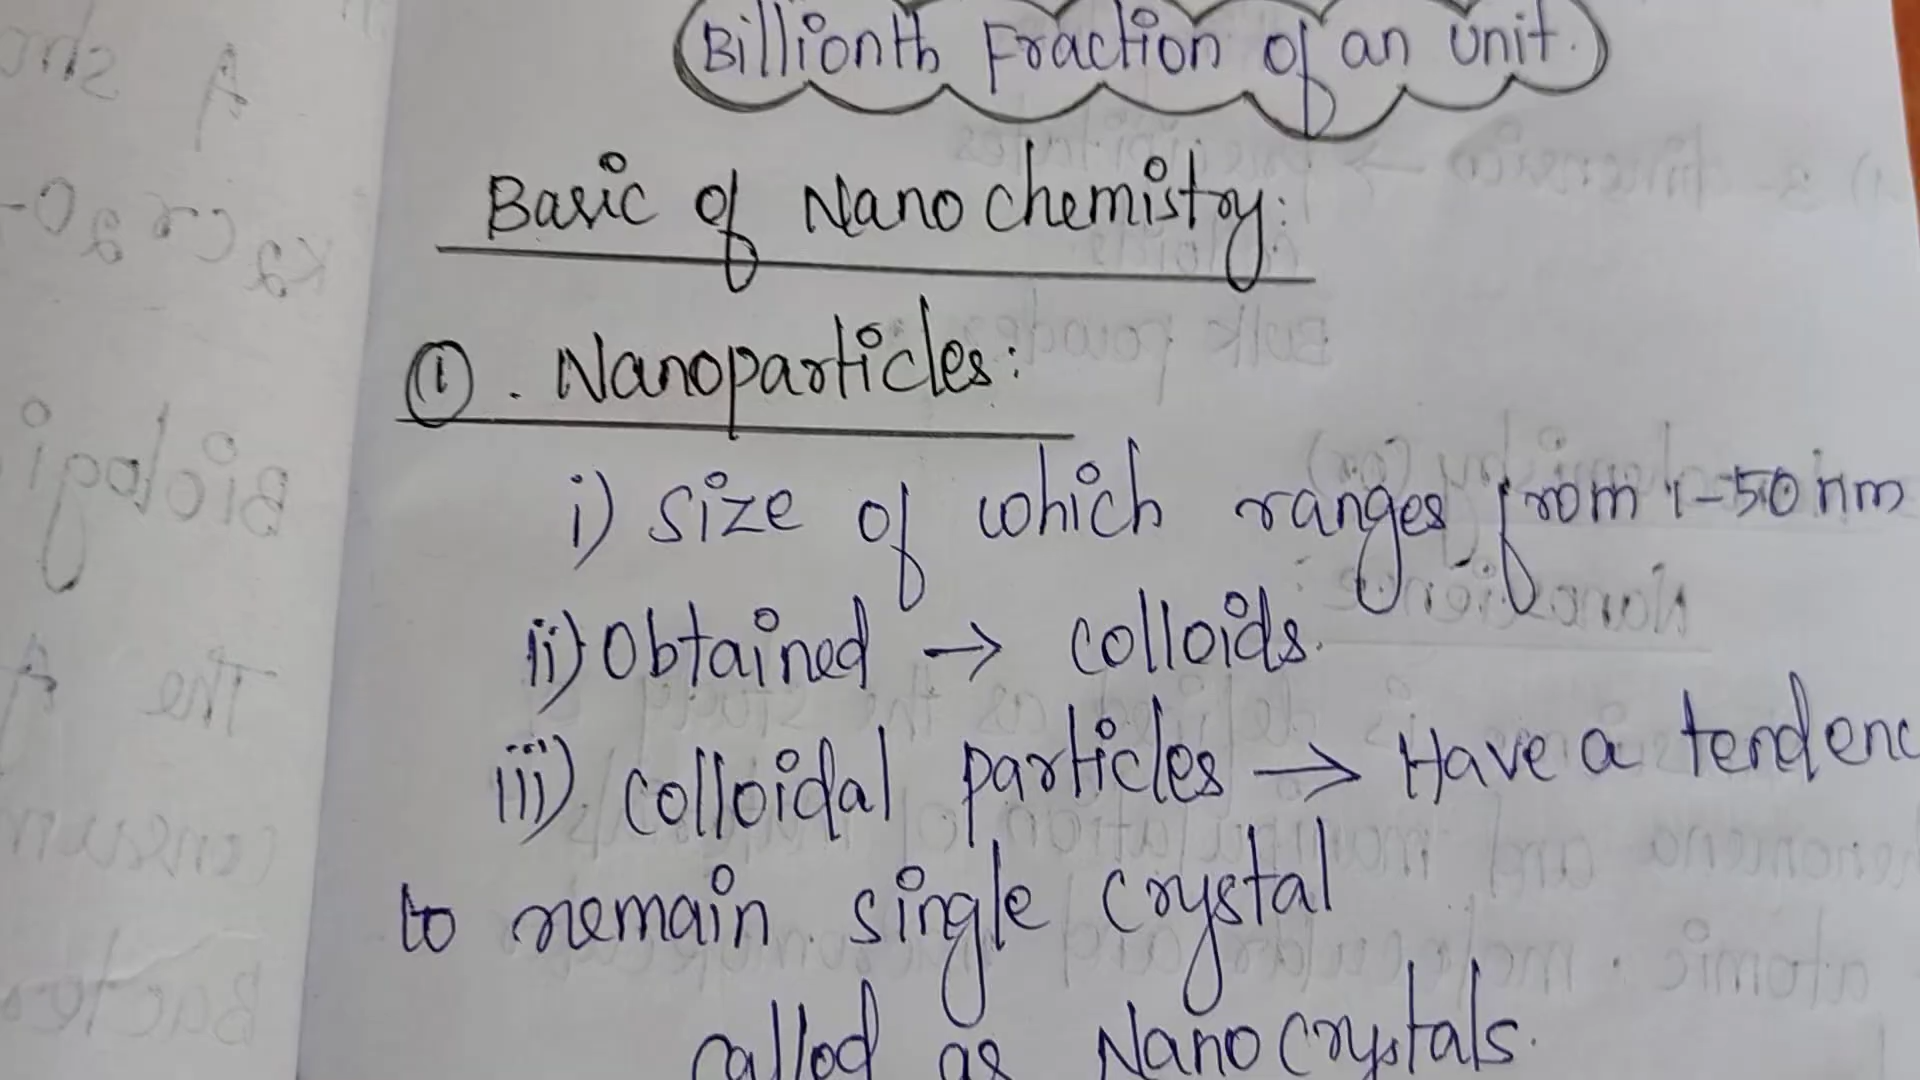 Billionth Fraction of an unit.
Basic of Nano chemistry:
① . Nanoparticles:
i) size of which ranges from 1-50 nm
ii) Obtained → colloids.
iii). colloidal particles → Have a tendenc
to remain single crystal
called as Nano crystals.